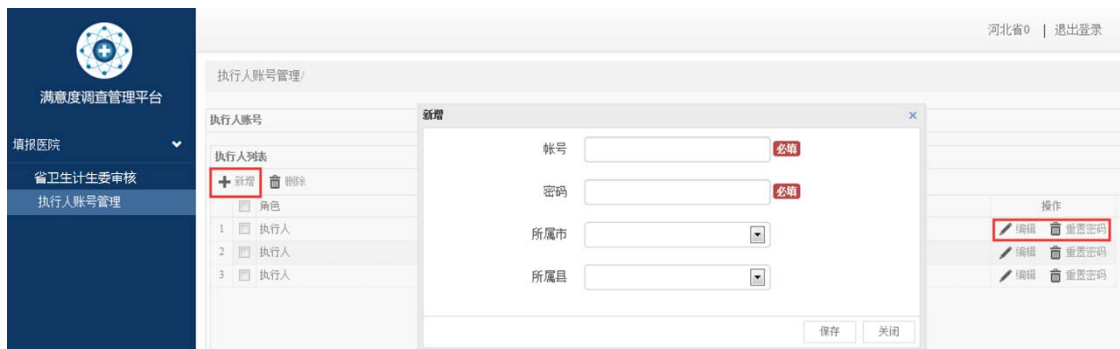 河北省0 | 退出登录
满意度调查管理平台
填报医院
省卫生计生委审核
执行人账号管理
执行人账号管理/
执行人账号
执行人列表
新增 删除
角色 操作
1 执行人 编辑 重置密码
2 执行人 编辑 重置密码
3 执行人 编辑 重置密码
新增 ×
帐号 必填
密码 必填
所属市
所属县
保存 关闭